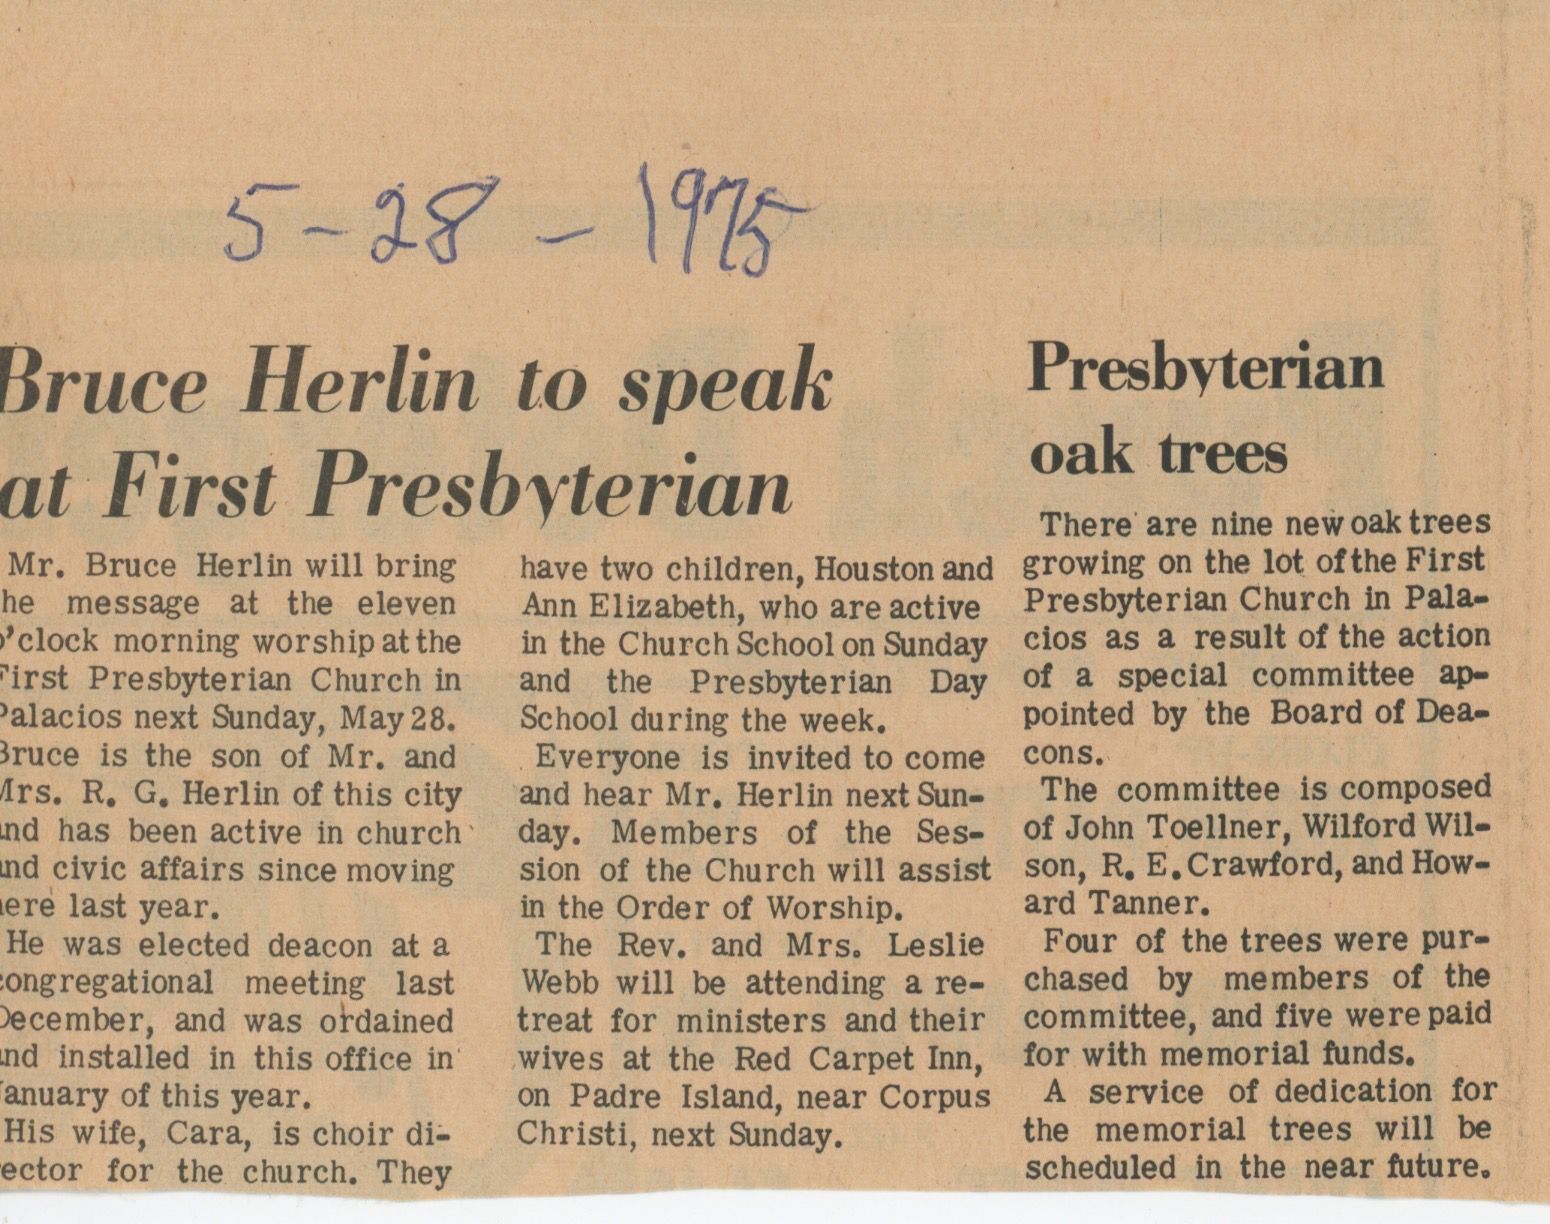 5-28-1975
Bruce Herlin to speak
at First Presbyterian
Mr. Bruce Herlin will bring
he message at the eleven
o'clock morning worship at the
First Presbyterian Church in
Palacios next Sunday, May 28.
Bruce is the son of Mr. and
Mrs. R. G. Herlin of this city
and has been active in church
and civic affairs since moving
here last year.
He was elected deacon at a
congregational meeting last
December, and was ordained
and installed in this office in
January of this year.
His wife, Cara, is choir di-
rector for the church. They
have two children, Houston and
Ann Elizabeth, who are active
in the Church School on Sunday
and the Presbyterian Day
School during the week.
Everyone is invited to come
and hear Mr. Herlin next Sun-
day. Members of the Ses-
sion of the Church will assist
in the Order of Worship.
The Rev. and Mrs. Leslie
Webb will be attending a re-
treat for ministers and their
wives at the Red Carpet Inn,
on Padre Island, near Corpus
Christi, next Sunday.
Presbyterian
oak trees
There are nine new oak trees
growing on the lot of the First
Presbyterian Church in Pala-
cios as a result of the action
of a special committee ap-
pointed by the Board of Dea-
cons.
The committee is composed
of John Toellner, Wilford Wil-
son, R. E. Crawford, and How-
ard Tanner.
Four of the trees were pur-
chased by members of the
committee, and five were paid
for with memorial funds.
A service of dedication for
the memorial trees will be
scheduled in the near future.